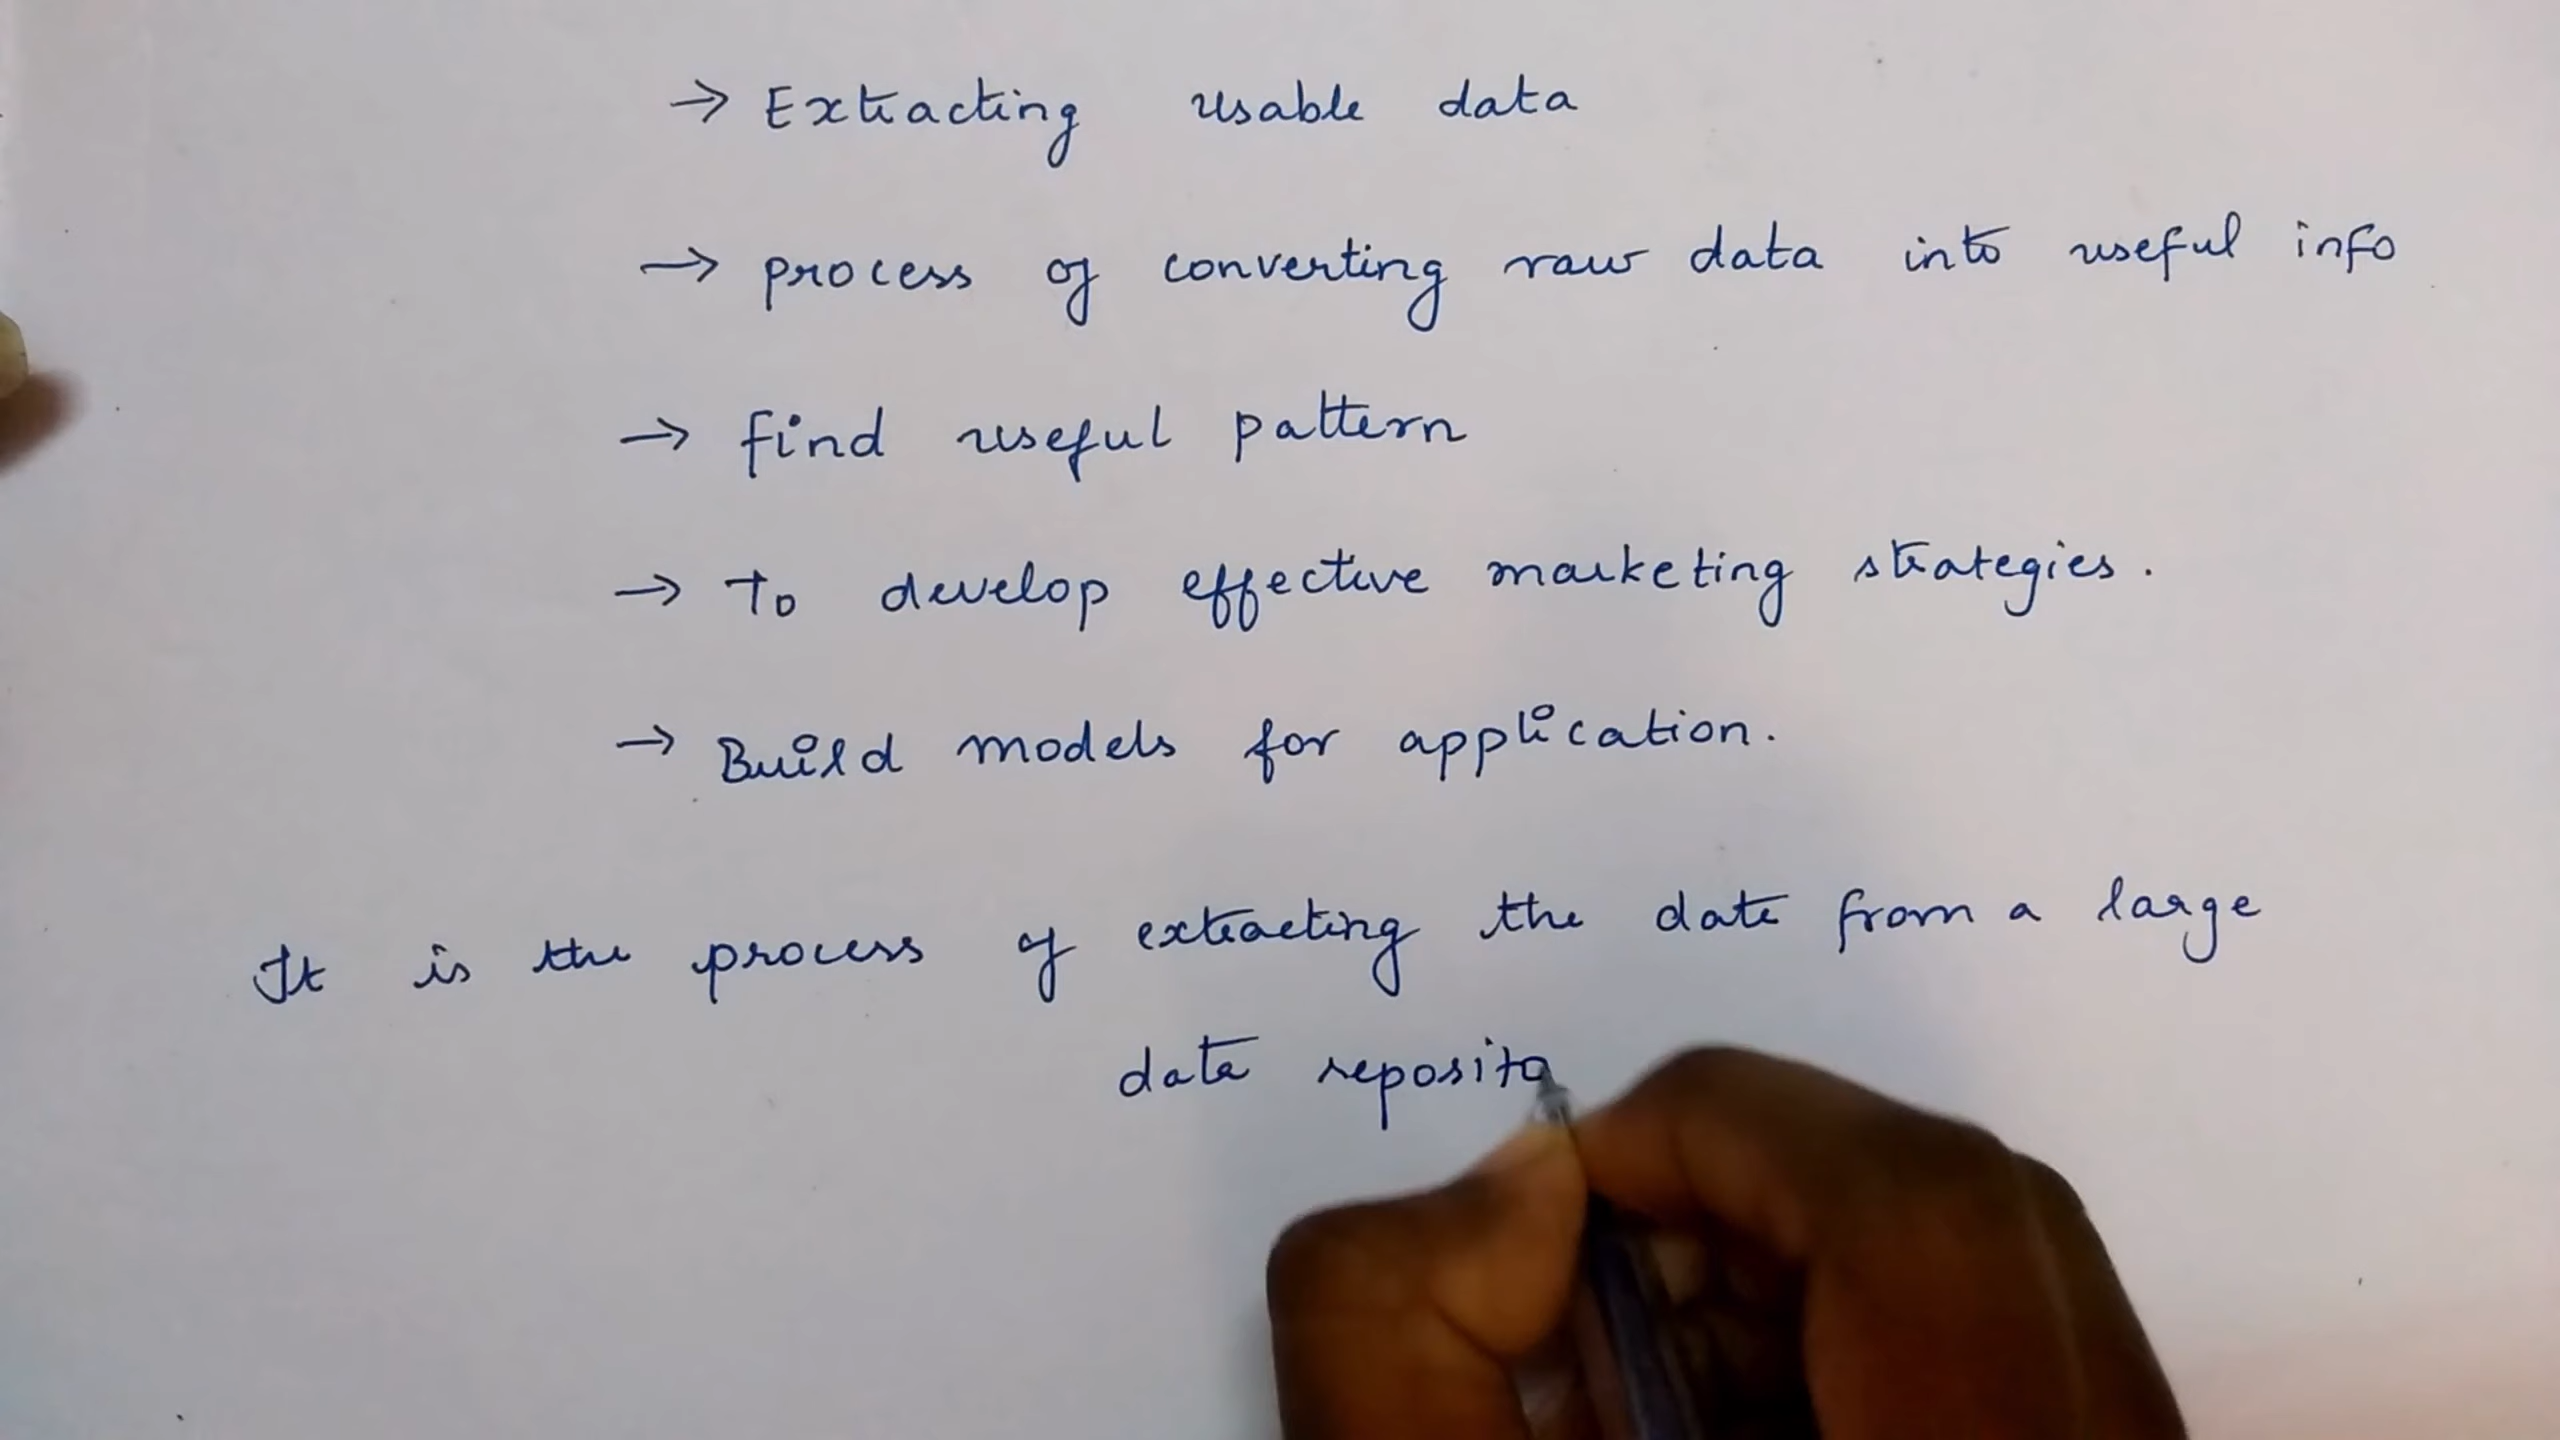 → Extracting usable data
→ process of converting raw data into useful info
→ find useful pattern
→ To develop effective marketing strategies.
→ Build models for application.
It is the process of extracting the data from a large
data reposito